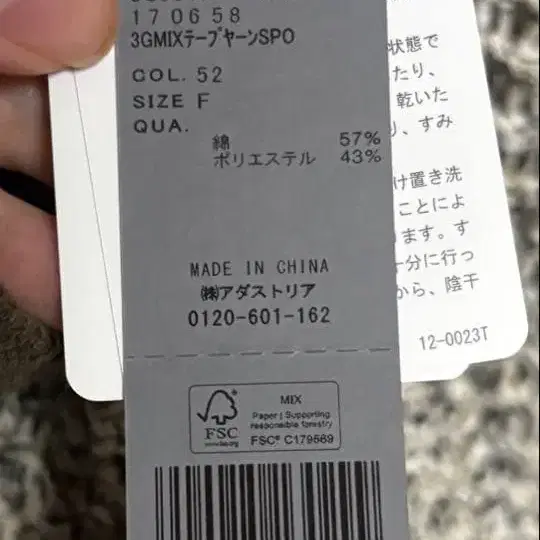 170658
3GMIXテープヤーンSPO
COL. 52
SIZE F
QUA.
綿 57%
ポリエステル 43%
MADE IN CHINA
㈱アダストリア
0120-601-162
FSC
MIX
Paper | Supporting
responsible forestry
FSC® C179569
状態で
たり、
乾いた
り、すみ
け置き洗
ことによ
ります。す
十分に行っ
から、陰干
12-0023T